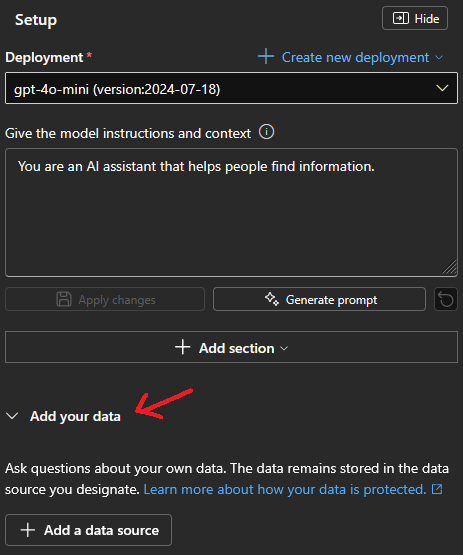 Setup
Hide
Deployment *
Create new deployment
gpt-4o-mini (version:2024-07-18)
Give the model instructions and context
You are an AI assistant that helps people find information.
Apply changes
Generate prompt
Add section
Add your data
Ask questions about your own data. The data remains stored in the data
source you designate. Learn more about how your data is protected.
Add a data source